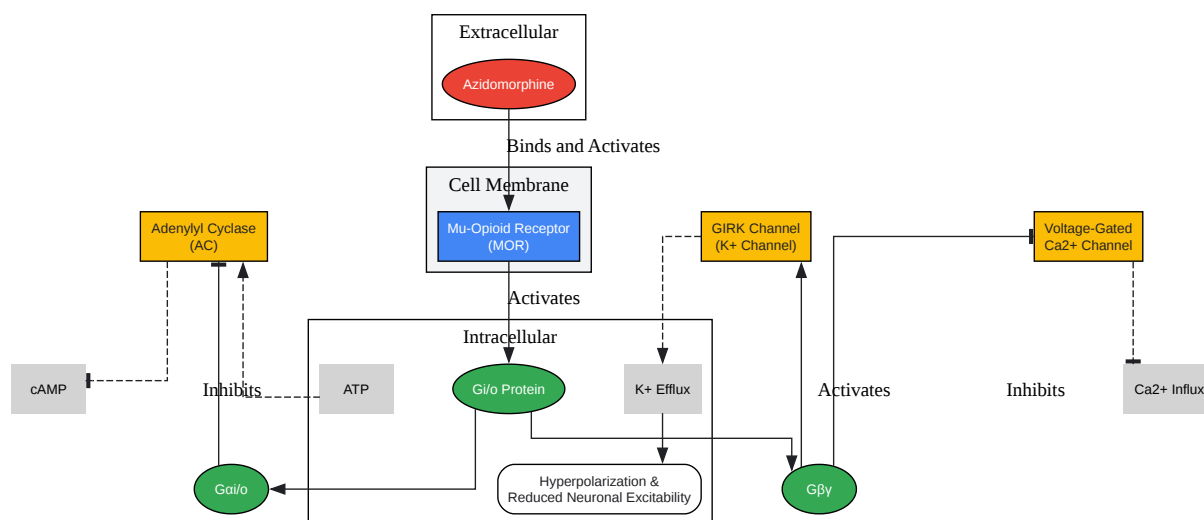 Extracellular
Azidomorphine
Binds and Activates
Cell Membrane
Adenylyl Cyclase
(AC)
Mu-Opioid Receptor
(MOR)
GIRK Channel
(K+ Channel)
Voltage-Gated
Ca2+ Channel
Activates
Intracellular
cAMP
Inhibits
ATP
Gi/o Protein
K+ Efflux
Activates
Inhibits
Ca2+ Influx
Gαi/o
Hyperpolarization &
Reduced Neuronal Excitability
Gβγ